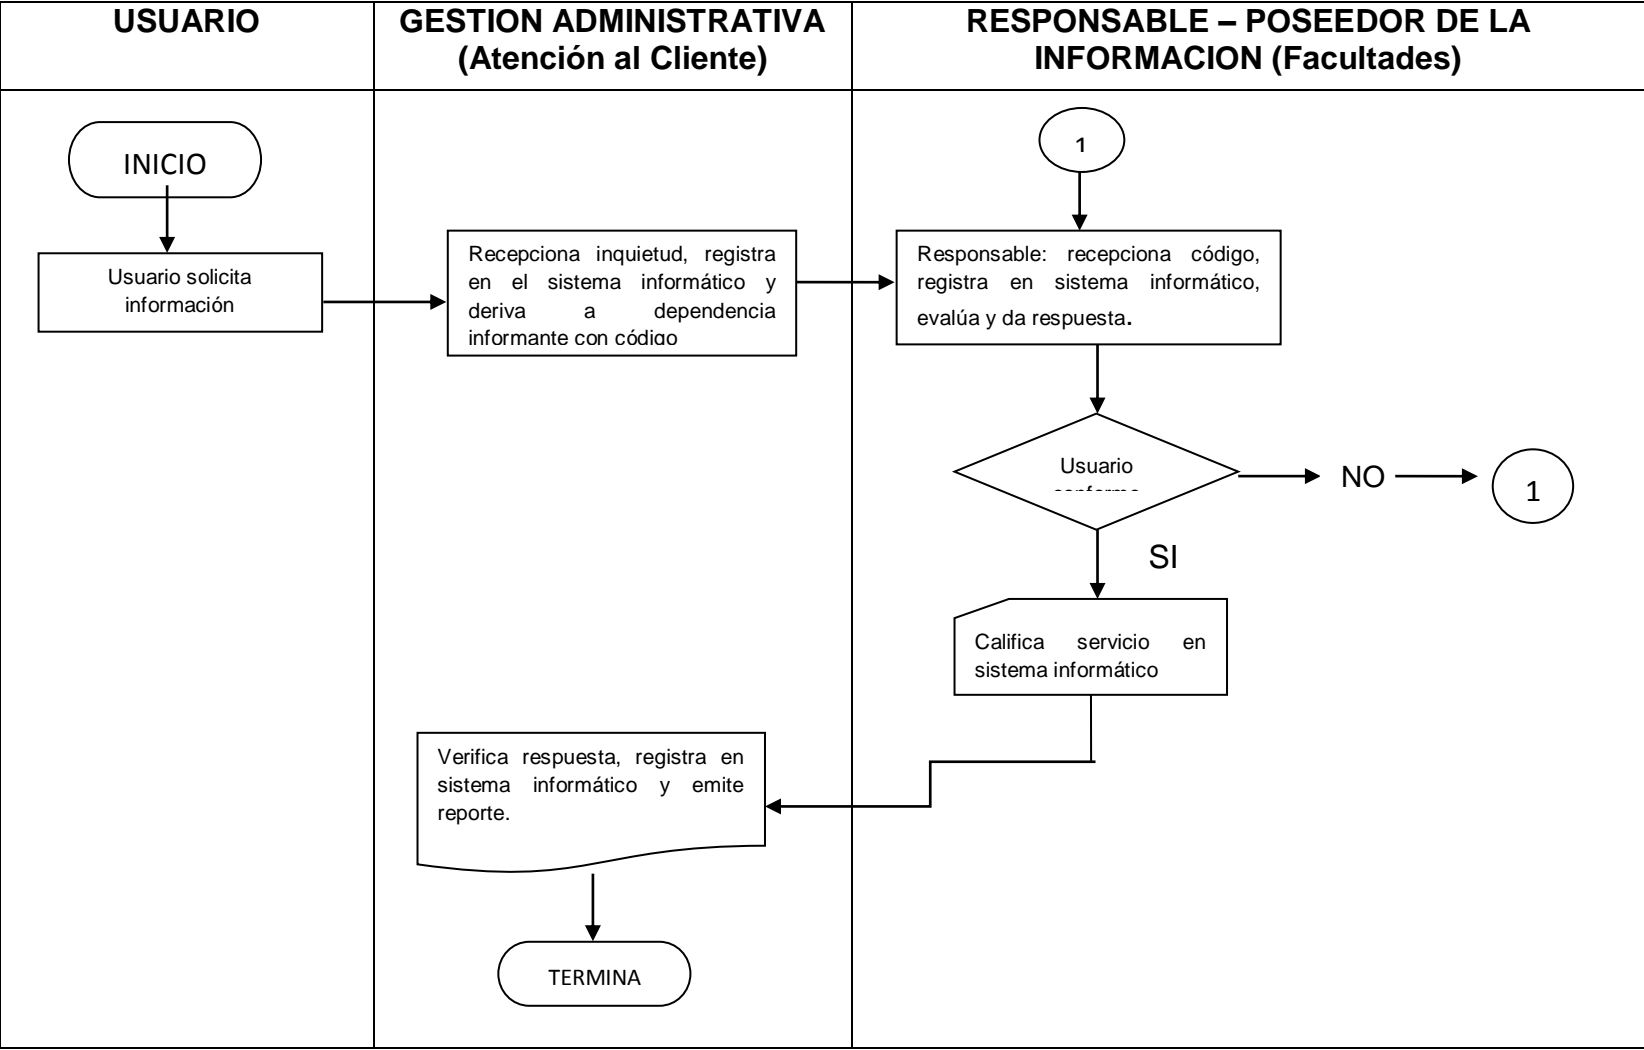 USUARIO
GESTION ADMINISTRATIVA
(Atención al Cliente)
RESPONSABLE – POSEEDOR DE LA
INFORMACION (Facultades)
INICIO
Usuario solicita
información
Recepciona inquietud, registra
en el sistema informático y
deriva a dependencia
informante con código
1
Responsable: recepciona código,
registra en sistema informático,
evalúa y da respuesta.
Usuario
conforme
NO
1
SI
Califica servicio en
sistema informático
Verifica respuesta, registra en
sistema informático y emite
reporte.
TERMINA